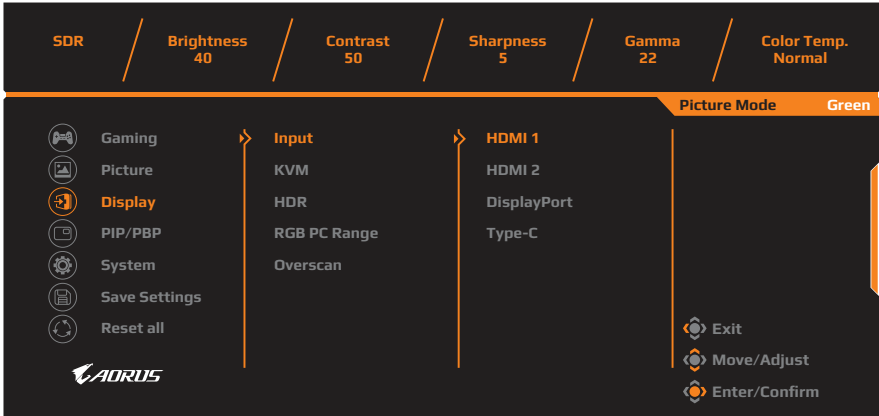 SDR
Brightness
40
Contrast
50
Sharpness
5
Gamma
22
Color Temp.
Normal
Picture Mode Green
Gaming
Picture
Display
PIP/PBP
System
Save Settings
Reset all
Input
KVM
HDR
RGB PC Range
Overscan
HDMI 1
HDMI 2
DisplayPort
Type-C
Exit
Move/Adjust
Enter/Confirm
AORUS